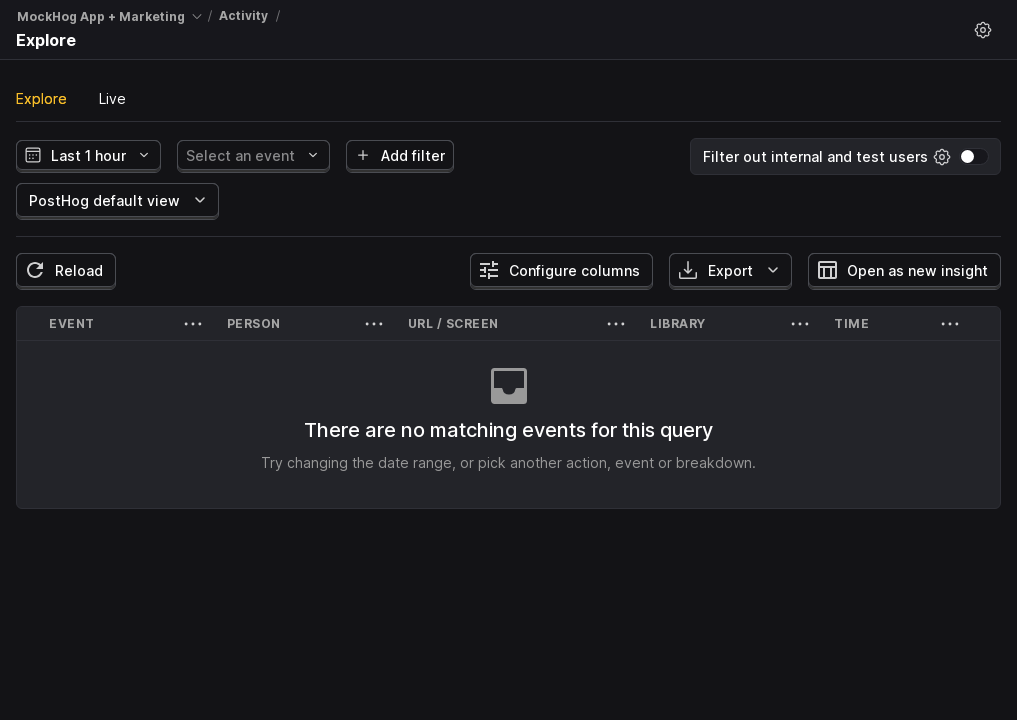 MockHog App + Marketing / Activity /
Explore
Explore Live
Last 1 hour Select an event Add filter Filter out internal and test users
PostHog default view
Reload Configure columns Export Open as new insight
EVENT PERSON URL / SCREEN LIBRARY TIME
There are no matching events for this query
Try changing the date range, or pick another action, event or breakdown.